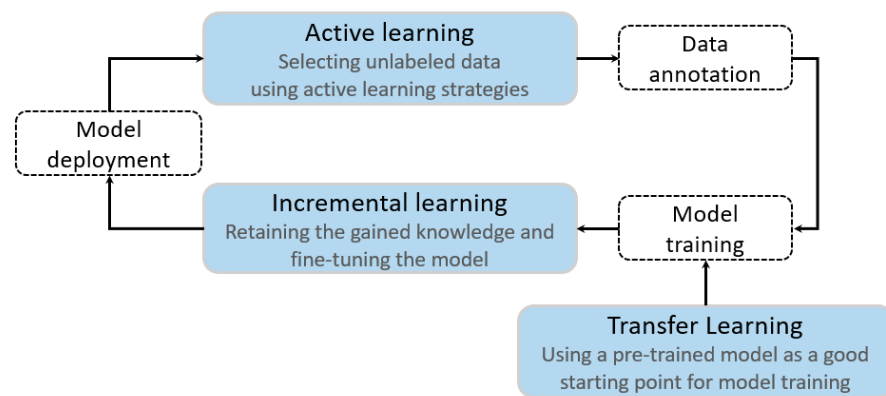 Active learning
Selecting unlabeled data
using active learning strategies
Data
annotation
Model
deployment
Incremental learning
Retaining the gained knowledge and
fine-tuning the model
Model
training
Transfer Learning
Using a pre-trained model as a good
starting point for model training